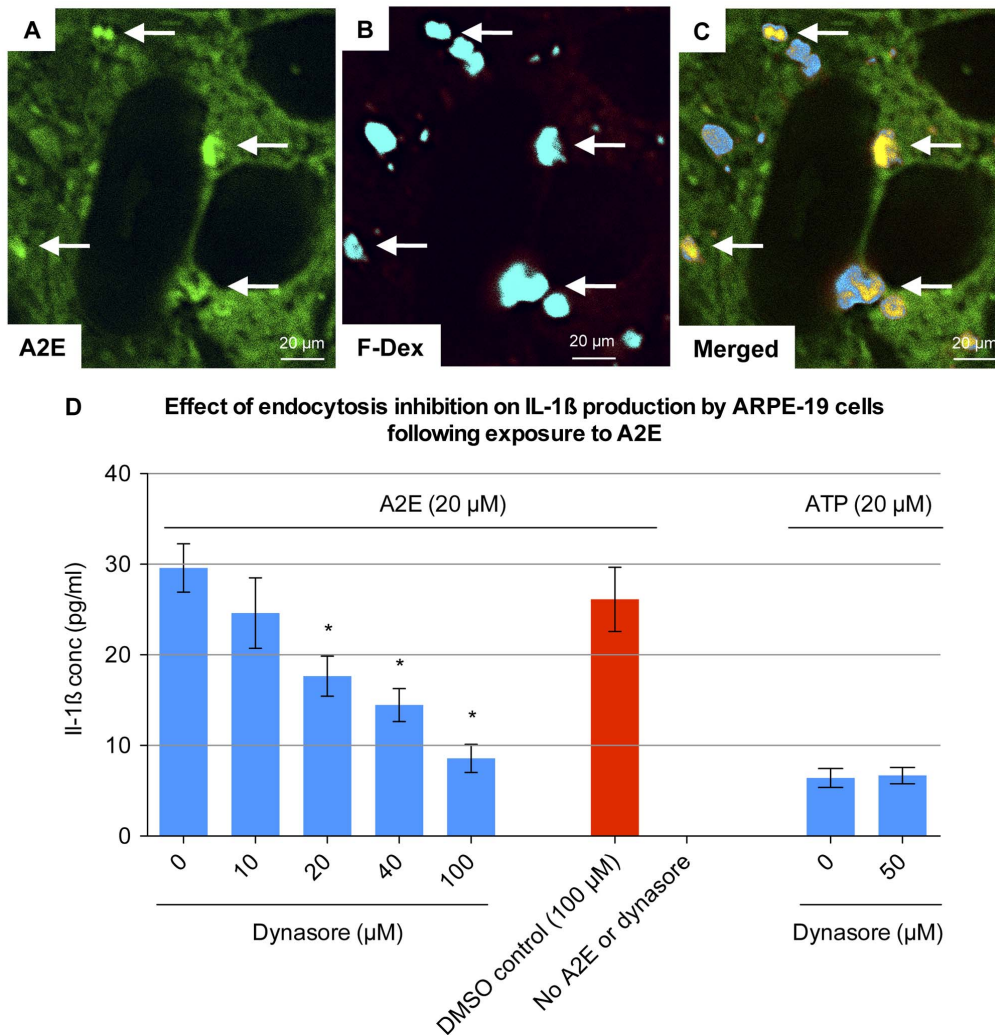 A
B
C
A2E
20 µm
F-Dex
20 µm
Merged
20 µm
D
Effect of endocytosis inhibition on IL-1ß production by ARPE-19 cells
following exposure to A2E
Il-1ß conc (pg/ml)
40
30
20
10
0
A2E (20 µM)
ATP (20 µM)
*
*
*
0
10
20
40
100
DMSO control (100 µM)
No A2E or dynasore
0
50
Dynasore (µM)
Dynasore (µM)